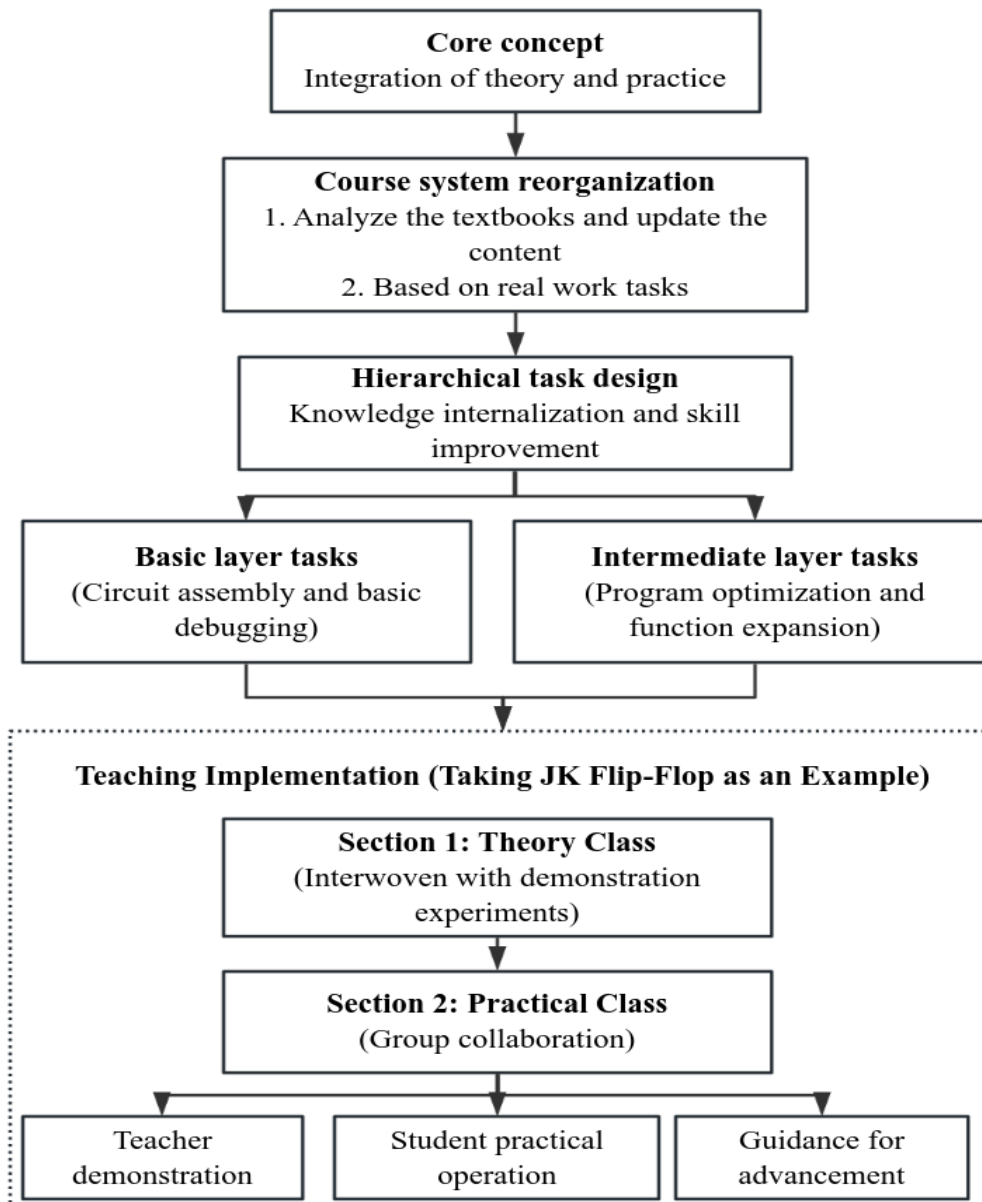 Core concept
Integration of theory and practice
Course system reorganization
1. Analyze the textbooks and update the
content
2. Based on real work tasks
Hierarchical task design
Knowledge internalization and skill
improvement
Basic layer tasks
(Circuit assembly and basic
debugging)
Intermediate layer tasks
(Program optimization and
function expansion)
Teaching Implementation (Taking JK Flip-Flop as an Example)
Section 1: Theory Class
(Interwoven with demonstration
experiments)
Section 2: Practical Class
(Group collaboration)
Teacher
demonstration
Student practical
operation
Guidance for
advancement